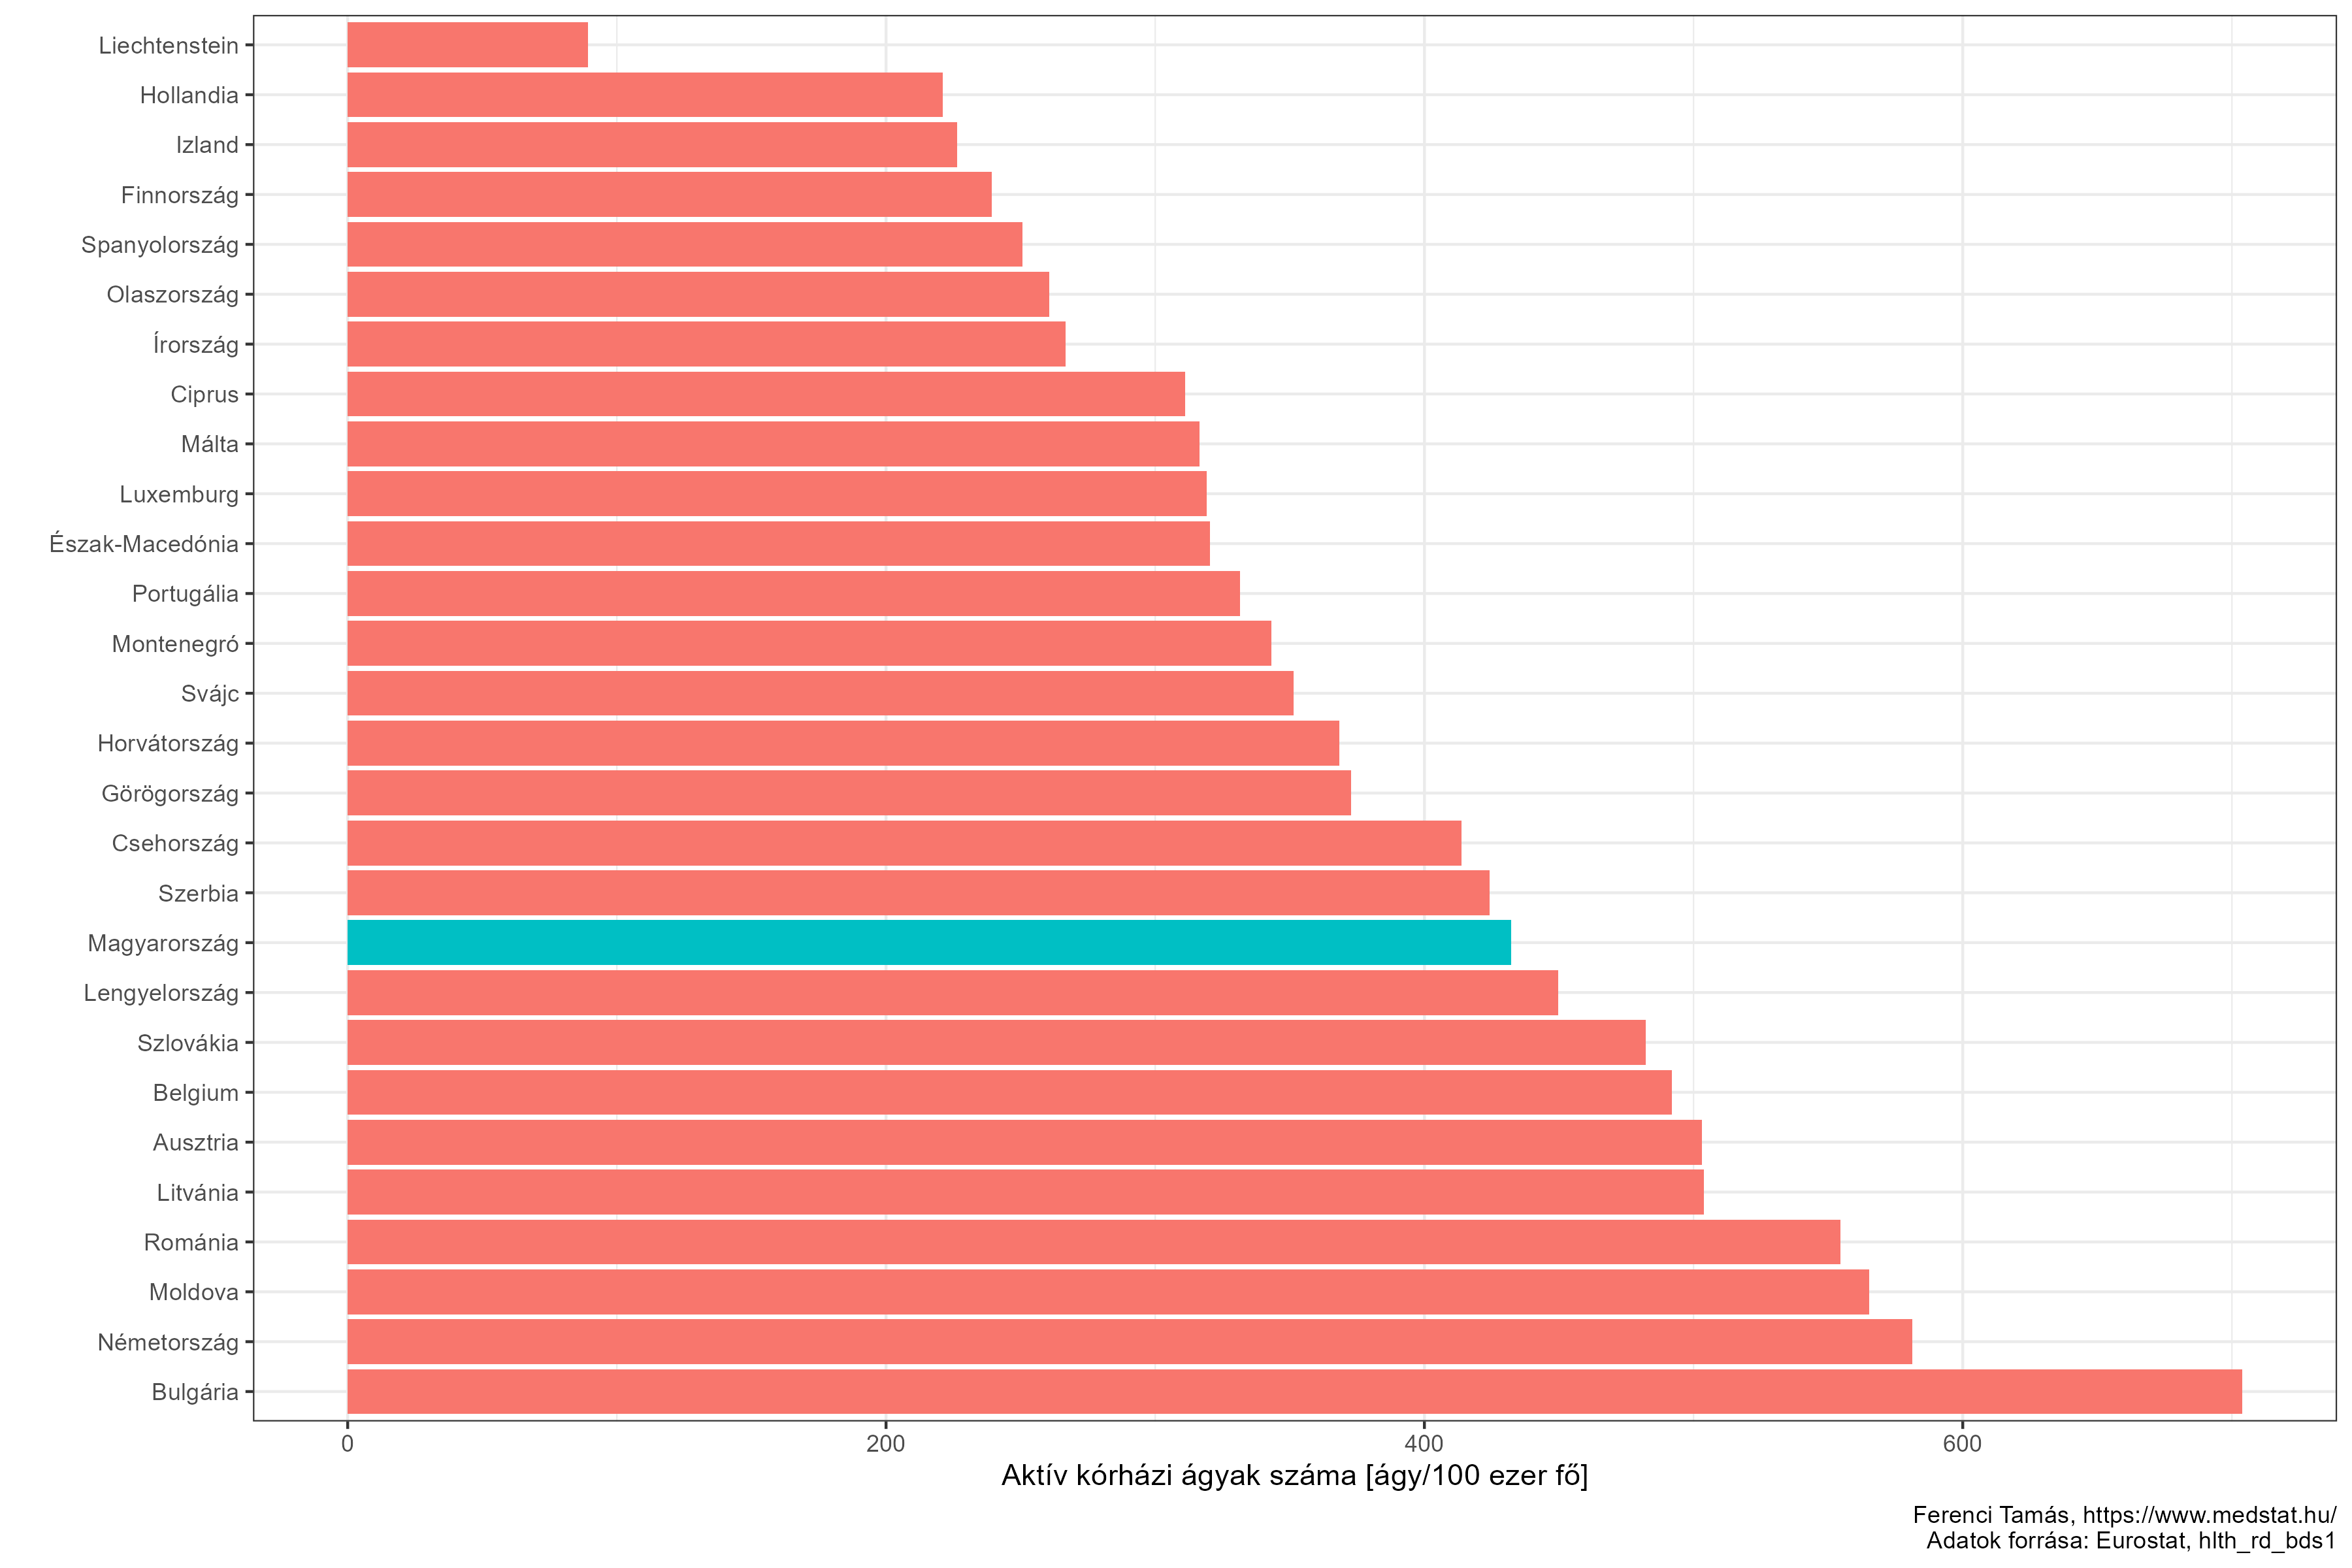 Liechtenstein
Hollandia
Izland
Finnország
Spanyolország
Olaszország
Írország
Ciprus
Málta
Luxemburg
Észak-Macedónia
Portugália
Montenegró
Svájc
Horvátország
Görögország
Csehország
Szerbia
Magyarország
Lengyelország
Szlovákia
Belgium
Ausztria
Litvánia
Románia
Moldova
Németország
Bulgária
0 200 400 600
Aktív kórházi ágyak száma [ágy/100 ezer fő]
Ferenci Tamás, https://www.medstat.hu/
Adatok forrása: Eurostat, hlth_rd_bds1